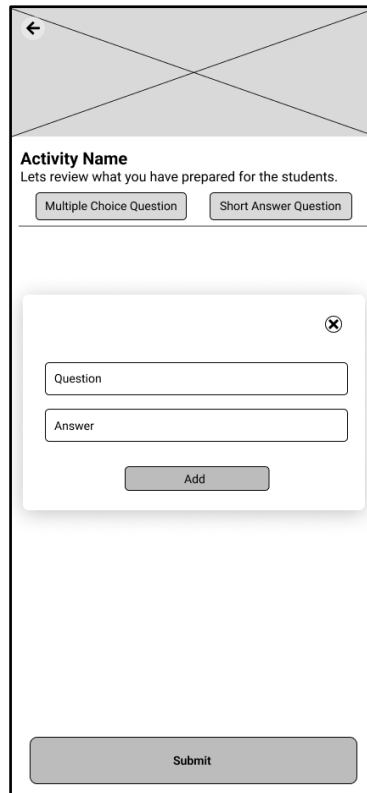 Activity Name
Lets review what you have prepared for the students.
Multiple Choice Question
Short Answer Question
Question
Answer
Add
Submit